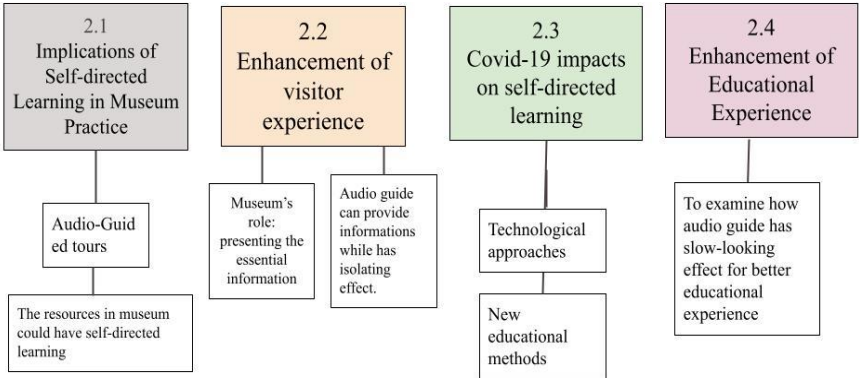 2.1
Implications of
Self-directed
Learning in Museum
Practice
Audio-Guid
ed tours
The resources in museum
could have self-directed
learning
2.2
Enhancement of
visitor
experience
Museum's
role:
presenting the
essential
information
Audio guide
can provide
informations
while has
isolating
effect.
2.3
Covid-19 impacts
on self-directed
learning
Technological
approaches
New
educational
methods
2.4
Enhancement of
Educational
Experience
To examine how
audio guide has
slow-looking
effect for better
educational
experience